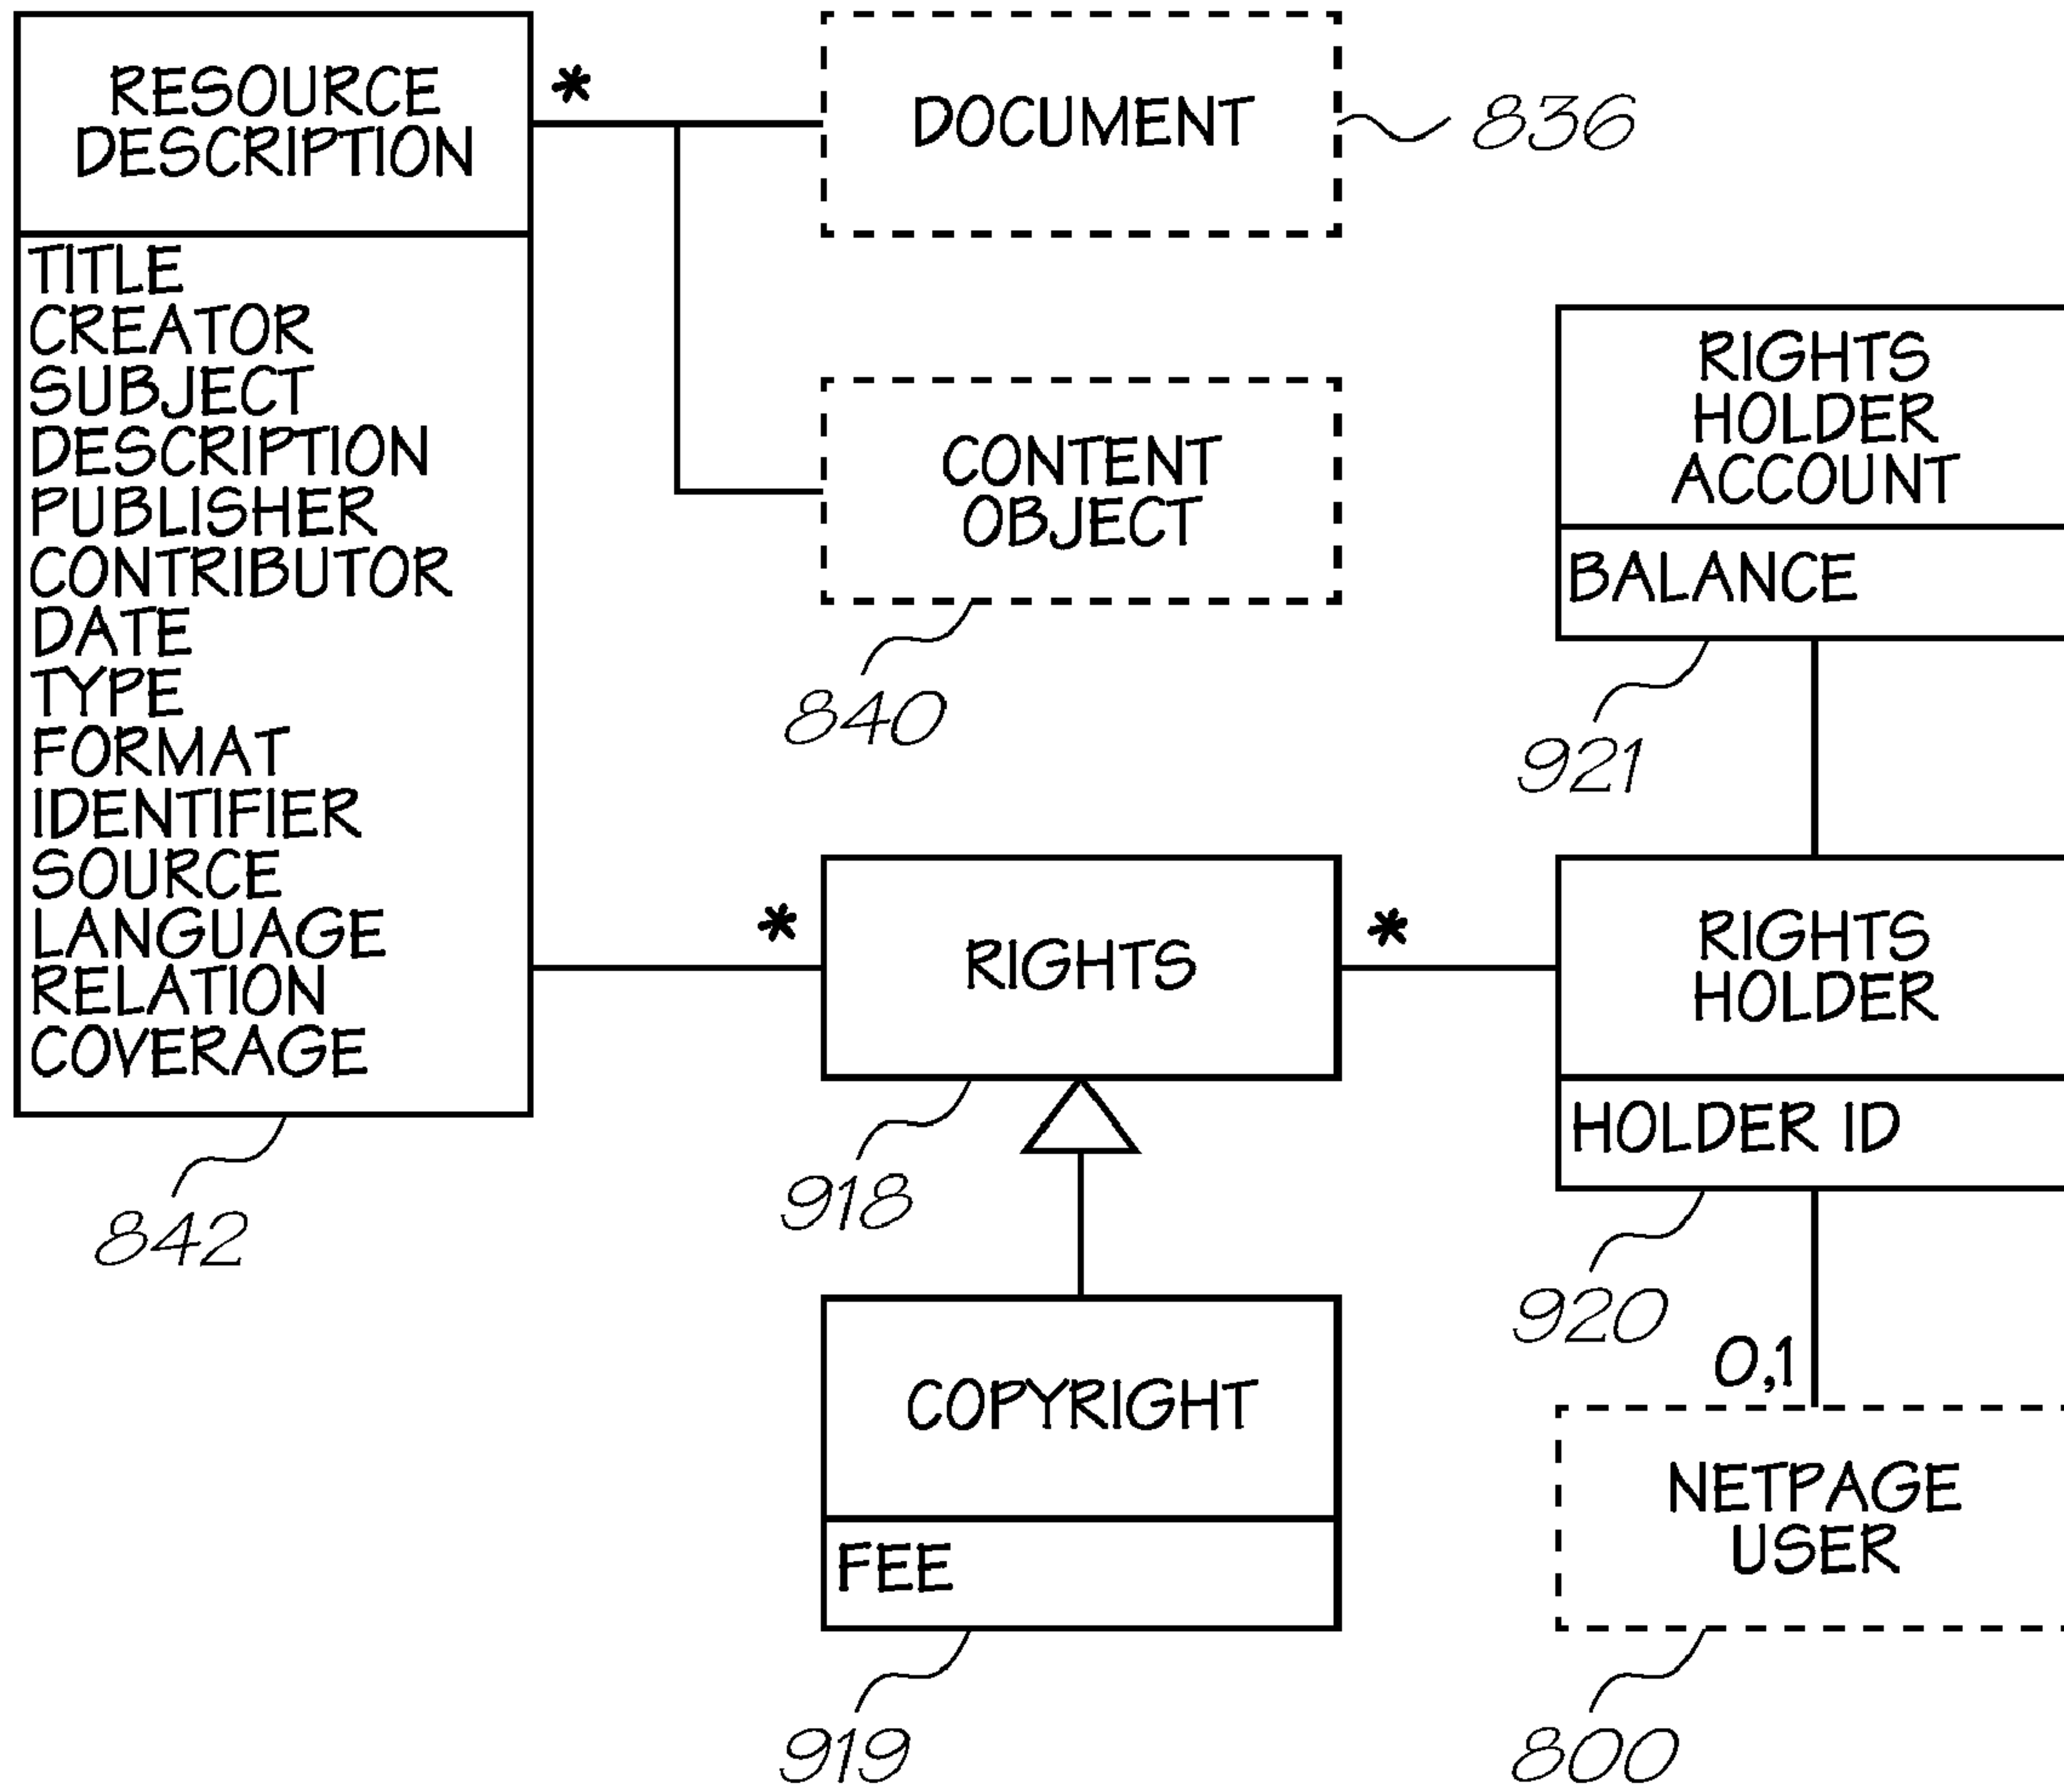 RESOURCE
DESCRIPTION
*
TITLE
CREATOR
SUBJECT
DESCRIPTION
PUBLISHER
CONTRIBUTOR
DATE
TYPE
FORMAT
IDENTIFIER
SOURCE
LANGUAGE
RELATION
COVERAGE
842
DOCUMENT
836
CONTENT
OBJECT
840
RIGHTS
HOLDER
ACCOUNT
BALANCE
921
*
RIGHTS
*
918
RIGHTS
HOLDER
HOLDER ID
920
COPYRIGHT
FEE
919
0,1
NETPAGE
USER
800